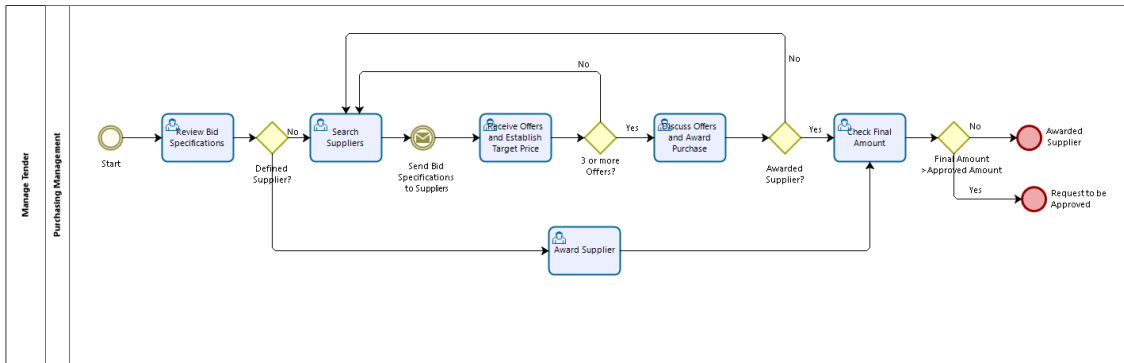 Manage Tender
Purchasing Management
Start
Review Bid
Specifications
No
Defined
Supplier?
Search
Suppliers
Send Bid
Specifications
to Suppliers
Receive Offers
and Establish
Target Price
No
Yes
3 or more
Offers?
Discuss Offers
and Award
Purchase
No
Yes
Awarded
Supplier?
Check Final
Amount
No
Final Amount
>Approved Amount
Yes
Awarded
Supplier
Request to be
Approved
Award Supplier